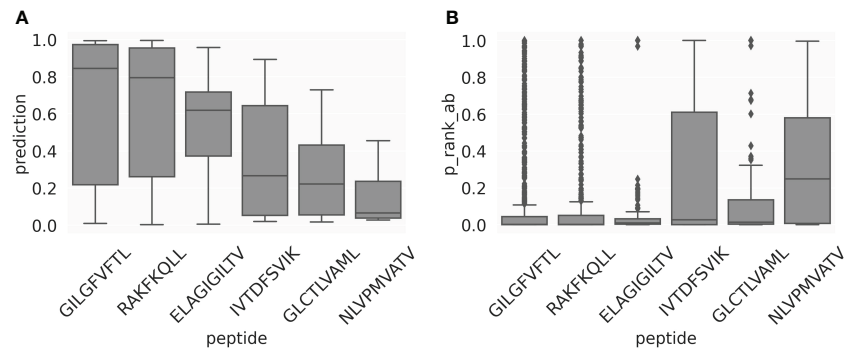 A
prediction
1.0
0.8
0.6
0.4
0.2
0.0
GILGFVFTL
RAKFKQLL
ELAGIGILTV
IVTDFSVIK
GLCTLVAML
NLVPMVATV
peptide
B
p_rank_ab
1.0
0.8
0.6
0.4
0.2
0.0
GILGFVFTL
RAKFKQLL
ELAGIGILTV
IVTDFSVIK
GLCTLVAML
NLVPMVATV
peptide